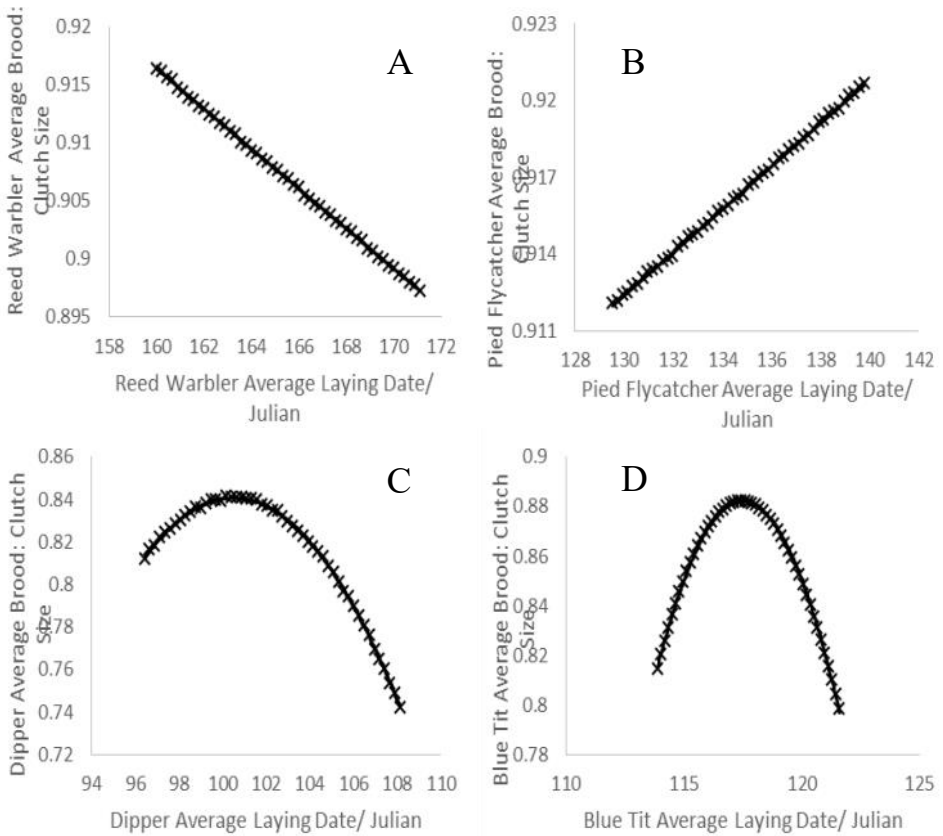 Reed Warbler Average Brood:
Clutch Size
0.92
0.915
0.91
0.905
0.9
0.895
A
158 160 162 164 166 168 170 172
Reed Warbler Average Laying Date/
Julian
Pied Flycatcher Average Brood:
Clutch Size
0.923
0.92
0.917
0.914
0.911
B
128 130 132 134 136 138 140 142
Pied Flycatcher Average Laying Date/
Julian
Dipper Average Brood: Clutch
Size
0.86
0.84
0.82
0.8
0.78
0.76
0.74
0.72
C
94 96 98 100 102 104 106 108 110
Dipper Average Laying Date/ Julian
Blue Tit Average Brood: Clutch
Size
0.9
0.88
0.86
0.84
0.82
0.8
0.78
D
110 115 120 125
Blue Tit Average Laying Date/ Julian